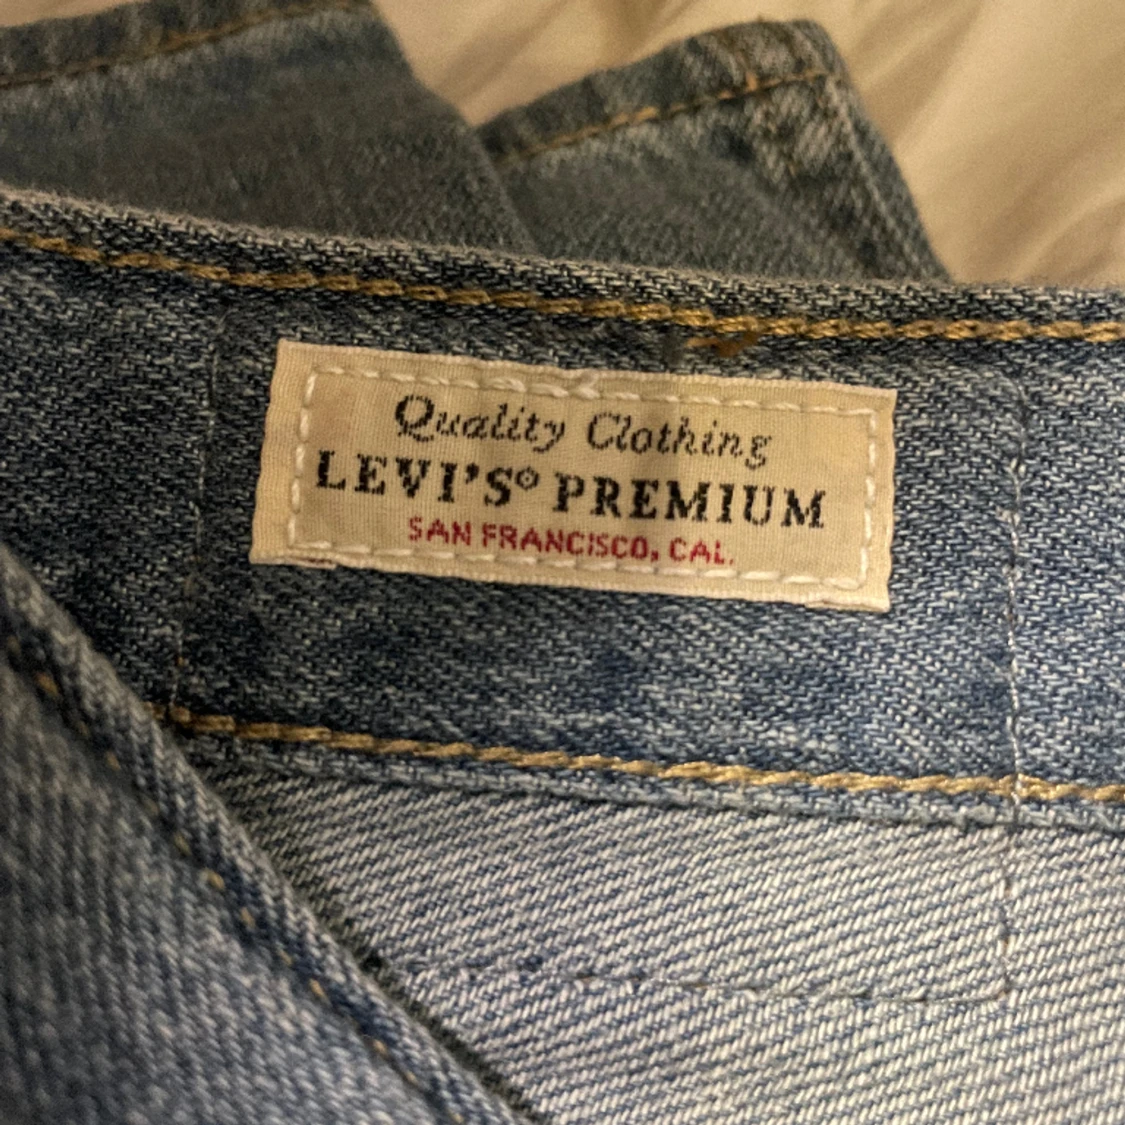 Quality Clothing
LEVI'S® PREMIUM
SAN FRANCISCO, CAL.